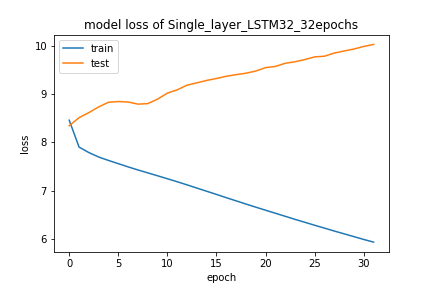 model loss of Single_layer_LSTM32_32epochs
train
test
loss
10
9
8
7
6
0 5 10 15 20 25 30
epoch